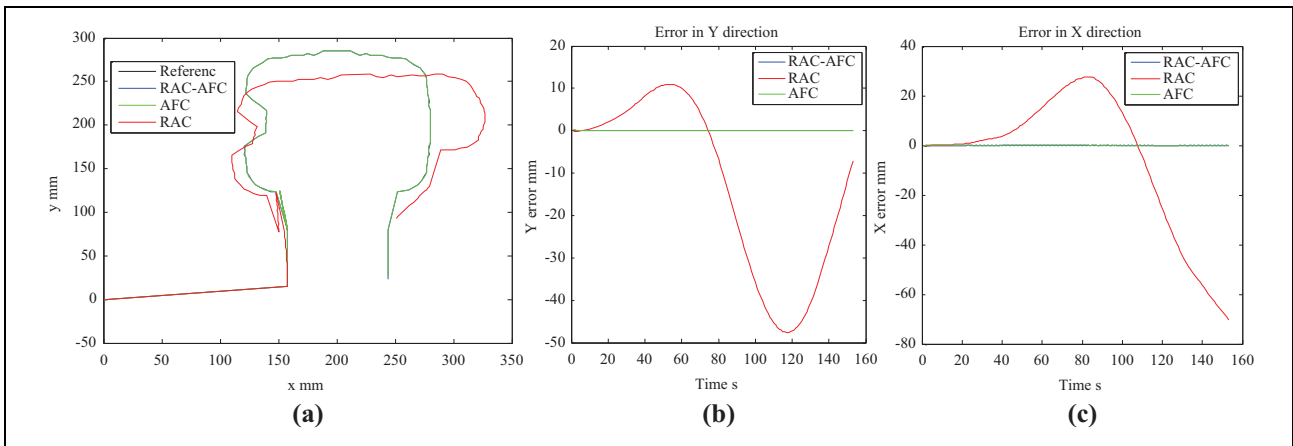 300
250
200
150
100
50
0
-50
y mm
Referenc
RAC-AFC
AFC
RAC
0 50 100 150 200 250 300 350
x mm
(a)
Error in Y direction
20
10
0
-10
-20
-30
-40
-50
Y error mm
RAC-AFC
RAC
AFC
0 20 40 60 80 100 120 140 160
Time s
(b)
Error in X direction
40
20
0
-20
-40
-60
-80
X error mm
RAC-AFC
RAC
AFC
0 20 40 60 80 100 120 140 160
Time s
(c)